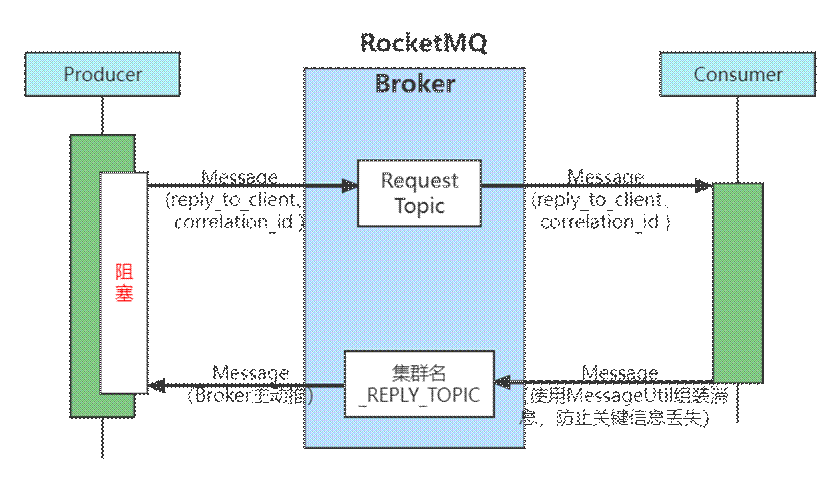 RocketMQ
Producer
Broker
Consumer
Message
(reply_to_client、
correlation_id )
Request
Topic
Message
(reply_to_client、
correlation_id )
阻
塞
Message
(Broker主动推)
集群名
_REPLY_TOPIC
Message
(使用MessageUtil组装消
息，防止关键信息丢失)